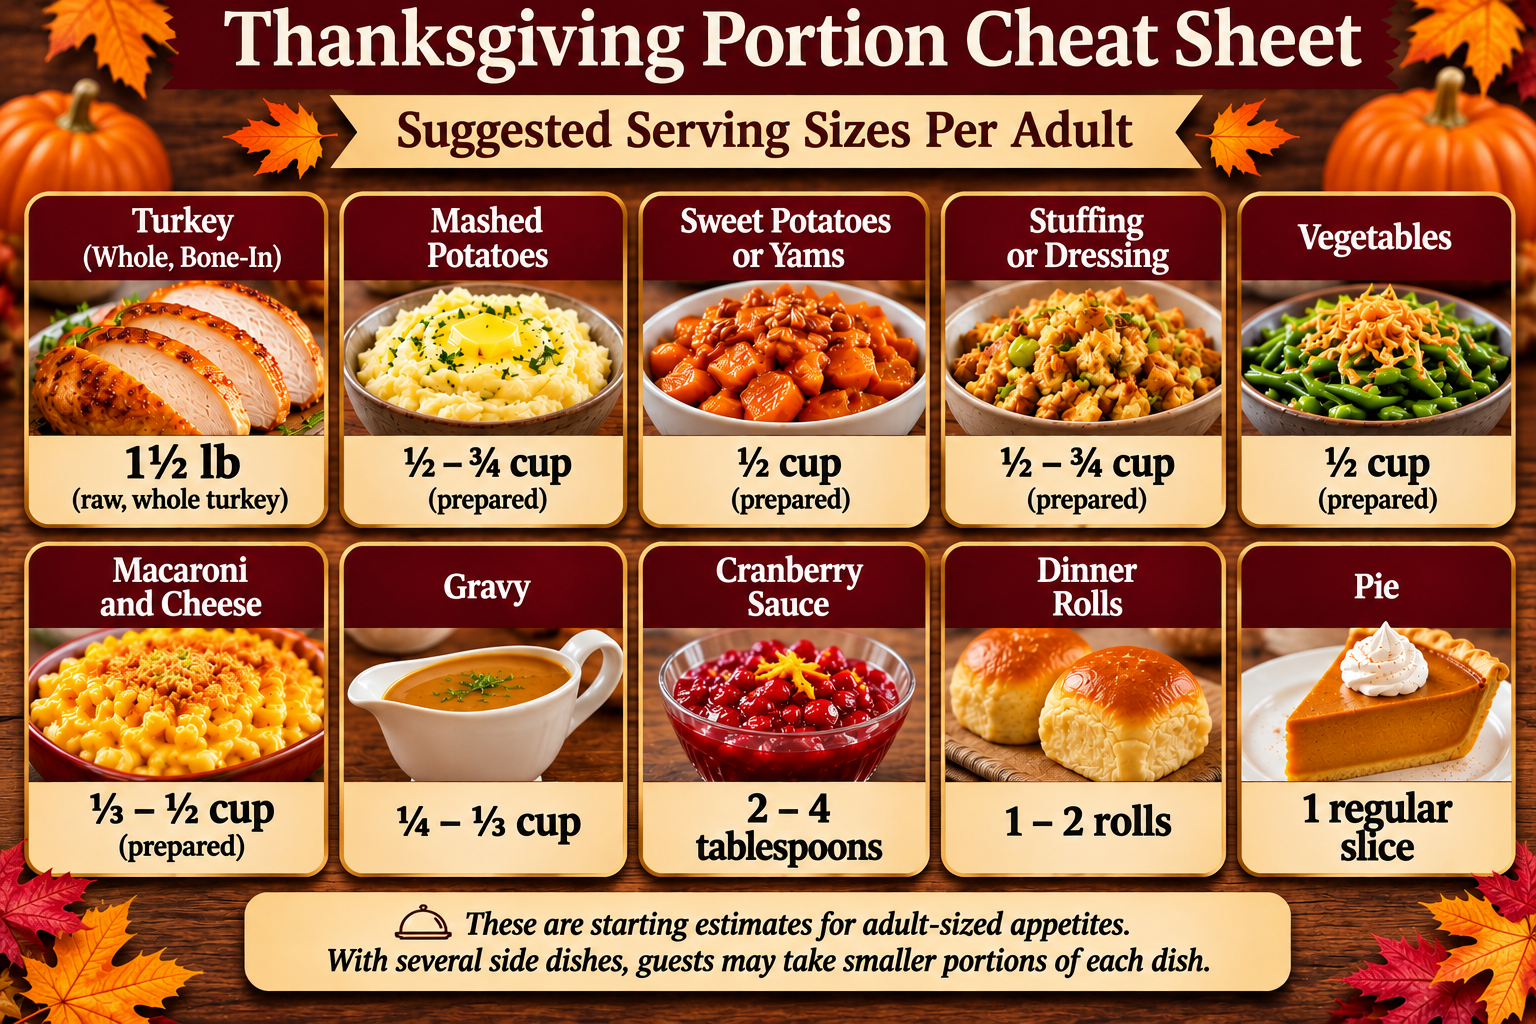 Thanksgiving Portion Cheat Sheet
Suggested Serving Sizes Per Adult
Turkey
(Whole, Bone-In)
1½ lb
(raw, whole turkey)
Mashed
Potatoes
½ – ¾ cup
(prepared)
Sweet Potatoes
or Yams
½ cup
(prepared)
Stuffing
or Dressing
½ – ¾ cup
(prepared)
Vegetables
½ cup
(prepared)
Macaroni
and Cheese
⅓ – ½ cup
(prepared)
Gravy
¼ – ⅓ cup
Cranberry
Sauce
2 – 4
tablespoons
Dinner
Rolls
1 – 2 rolls
Pie
1 regular
slice
These are starting estimates for adult-sized appetites.
With several side dishes, guests may take smaller portions of each dish.